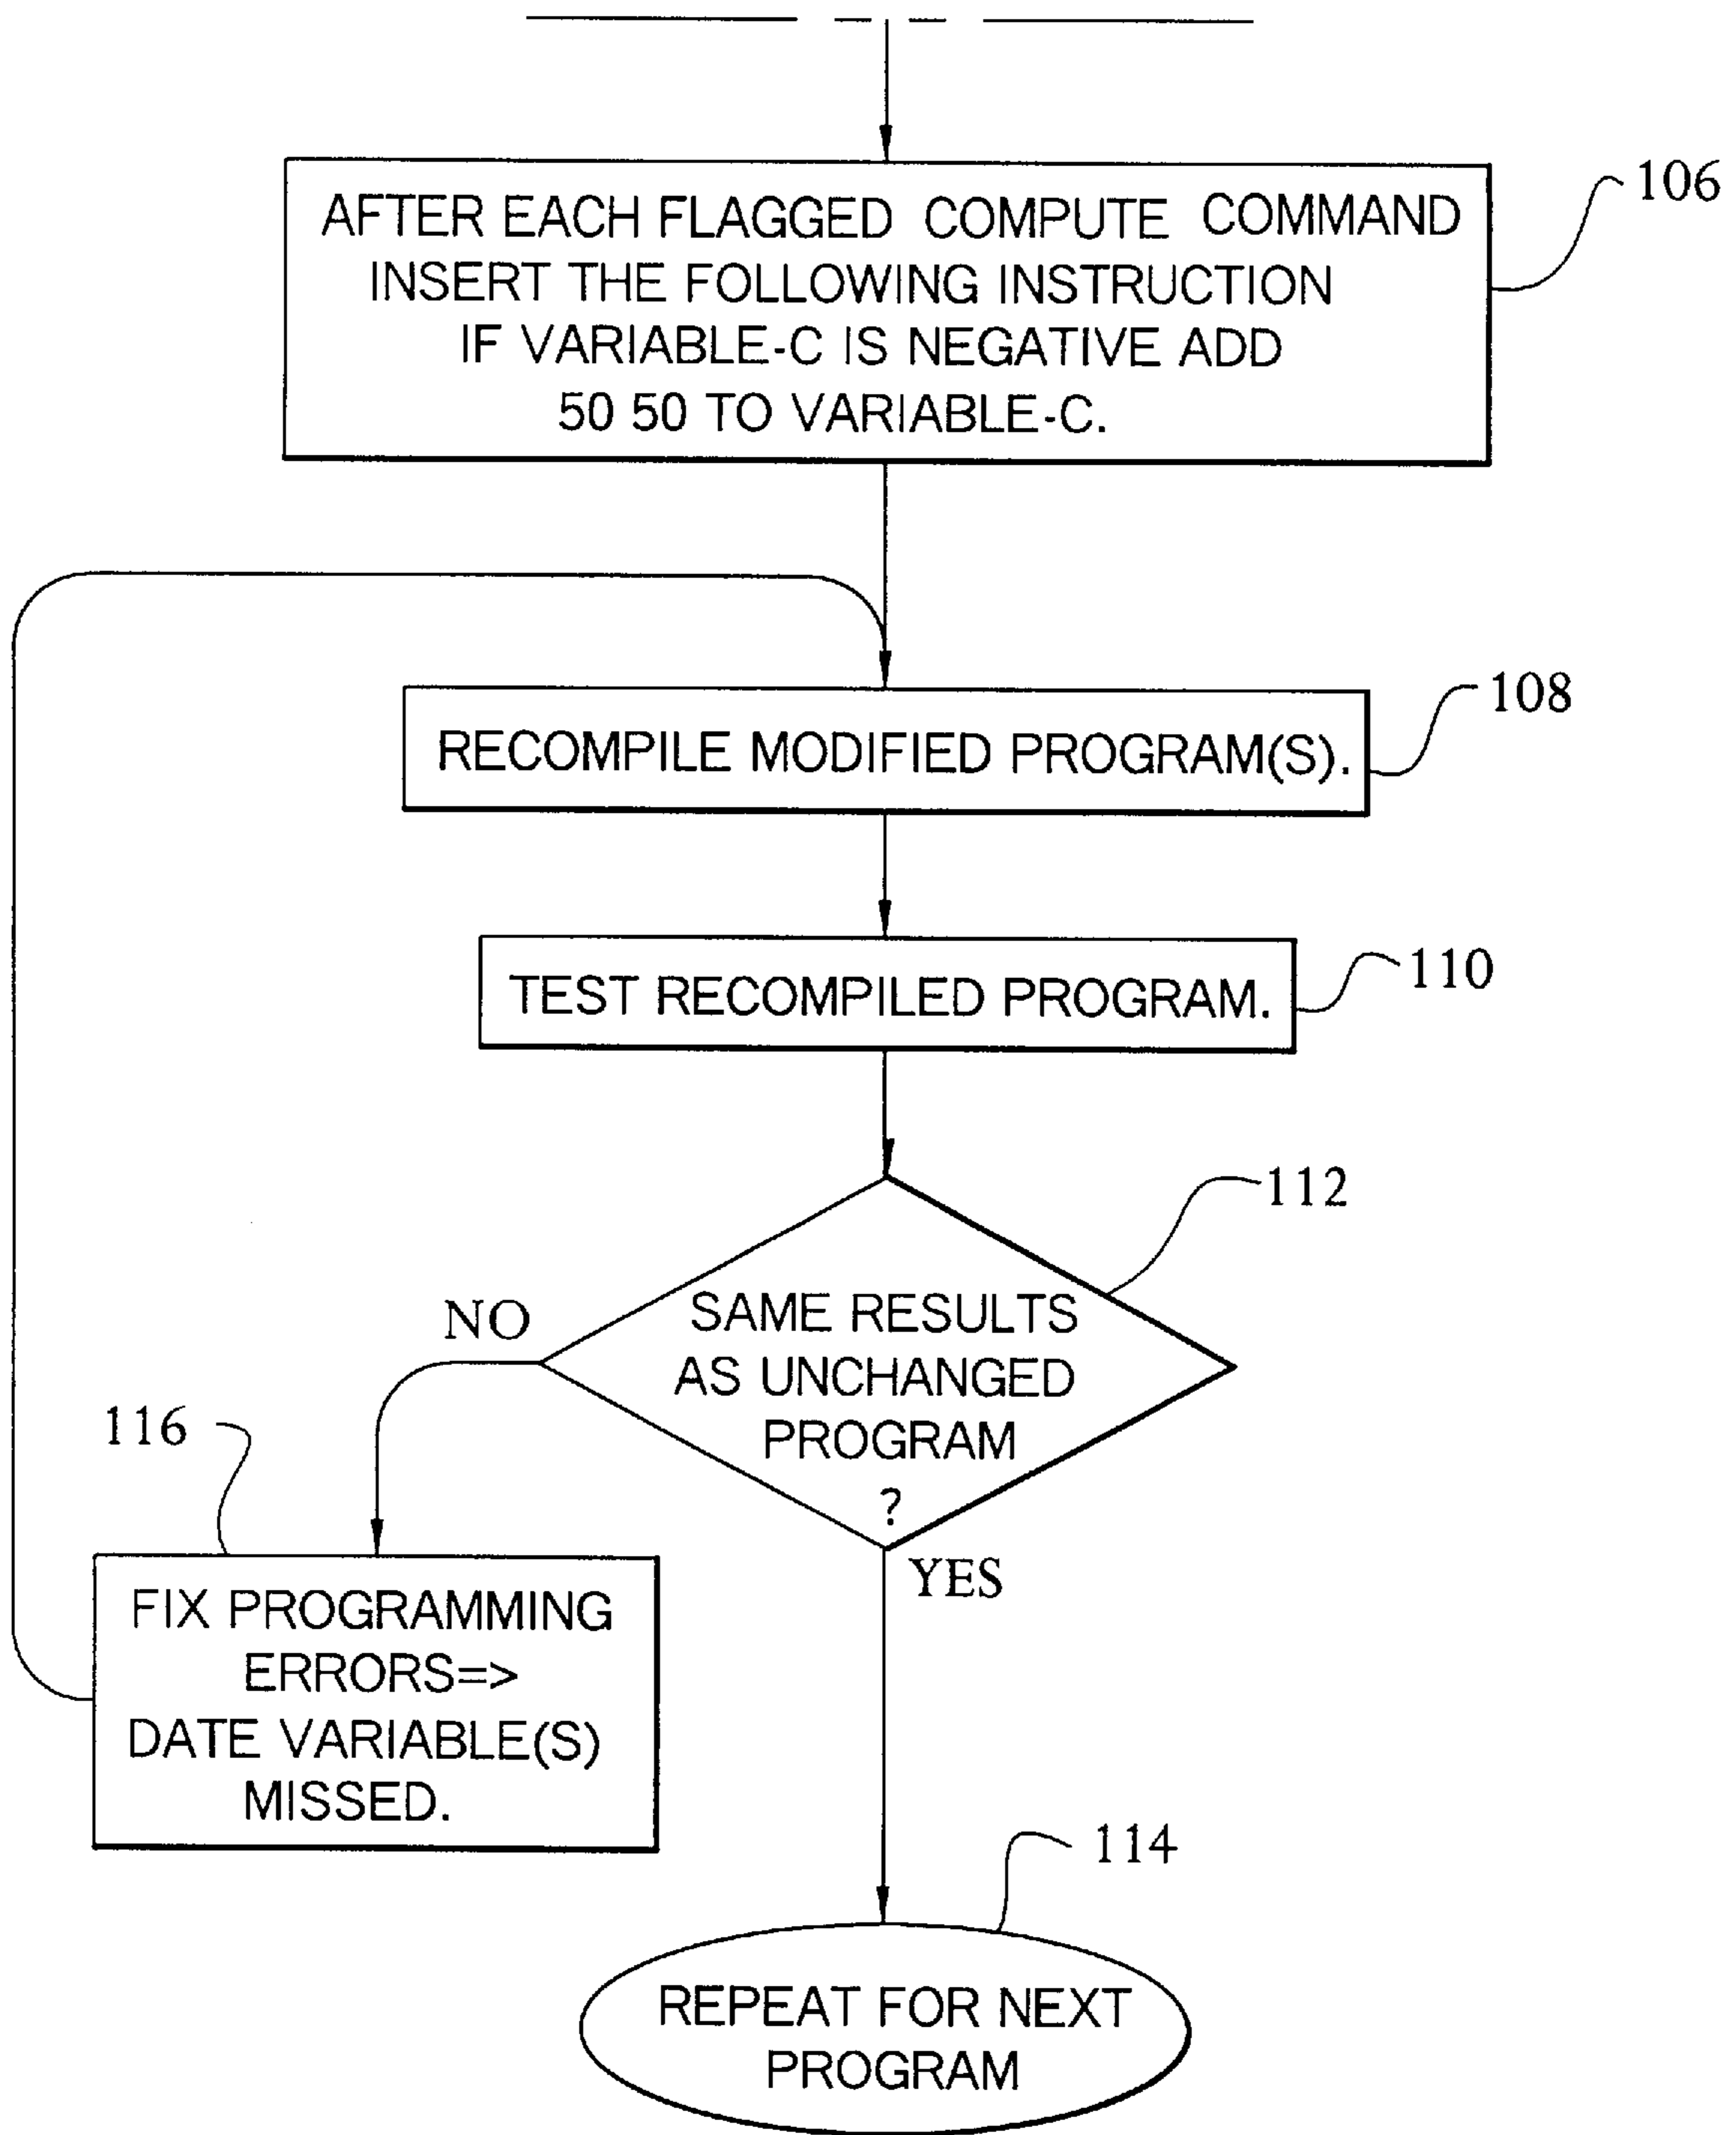 106
AFTER EACH FLAGGED COMPUTE COMMAND
INSERT THE FOLLOWING INSTRUCTION
IF VARIABLE-C IS NEGATIVE ADD
50 50 TO VARIABLE-C.
108
RECOMPILE MODIFIED PROGRAM(S).
110
TEST RECOMPILED PROGRAM.
112
SAME RESULTS
AS UNCHANGED
PROGRAM
?
NO
YES
116
FIX PROGRAMMING
ERRORS=>
DATE VARIABLE(S)
MISSED.
114
REPEAT FOR NEXT
PROGRAM